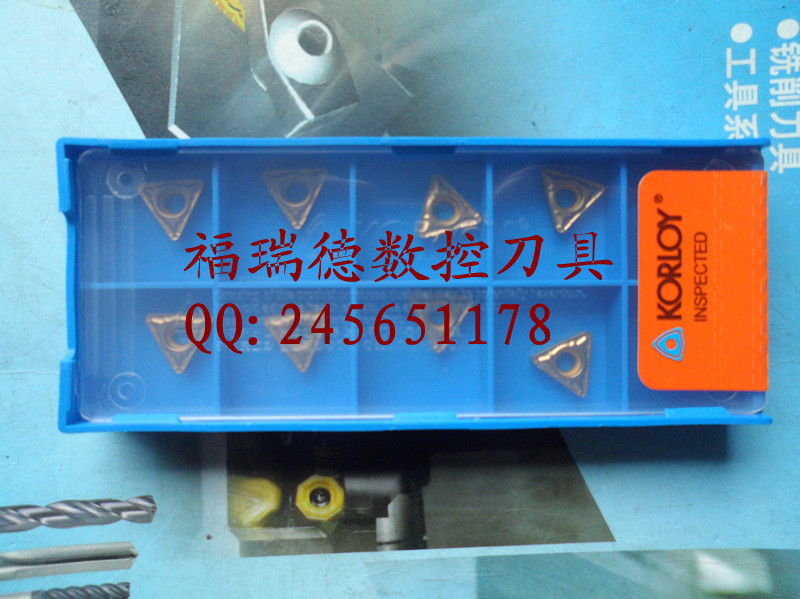 福瑞德数控刀具
QQ: 245651178
KORLOY®
INSPECTED
铣削刀具
工具系